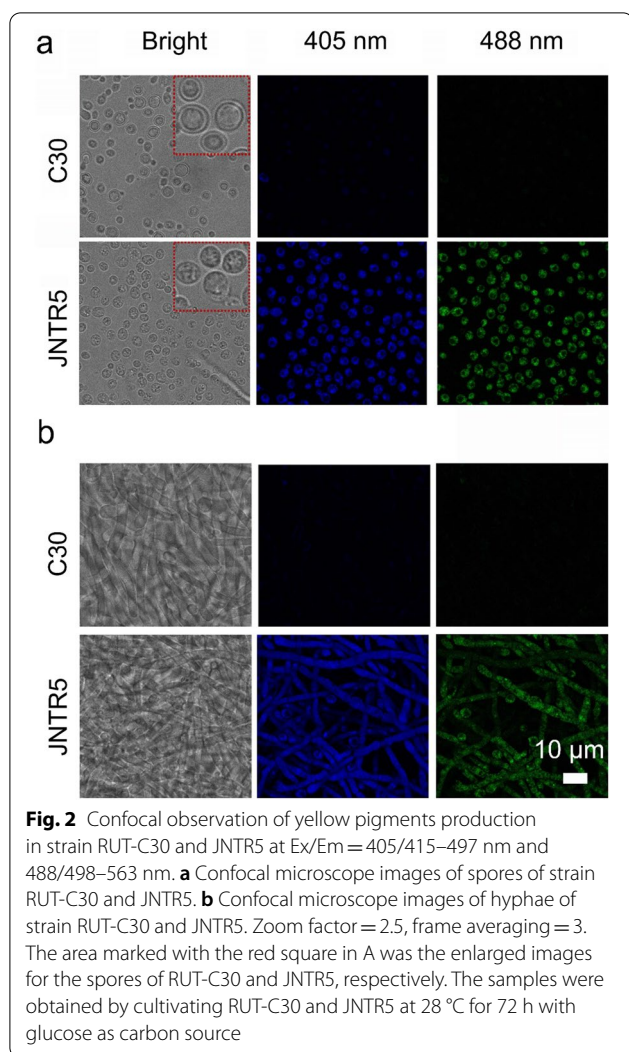 a
Bright 405 nm 488 nm
C30
JNTR5
b
C30
JNTR5
10 µm
Fig. 2 Confocal observation of yellow pigments production
in strain RUT-C30 and JNTR5 at Ex/Em = 405/415–497 nm and
488/498–563 nm. a Confocal microscope images of spores of strain
RUT-C30 and JNTR5. b Confocal microscope images of hyphae of
strain RUT-C30 and JNTR5. Zoom factor = 2.5, frame averaging = 3.
The area marked with the red square in A was the enlarged images
for the spores of RUT-C30 and JNTR5, respectively. The samples were
obtained by cultivating RUT-C30 and JNTR5 at 28 °C for 72 h with
glucose as carbon source